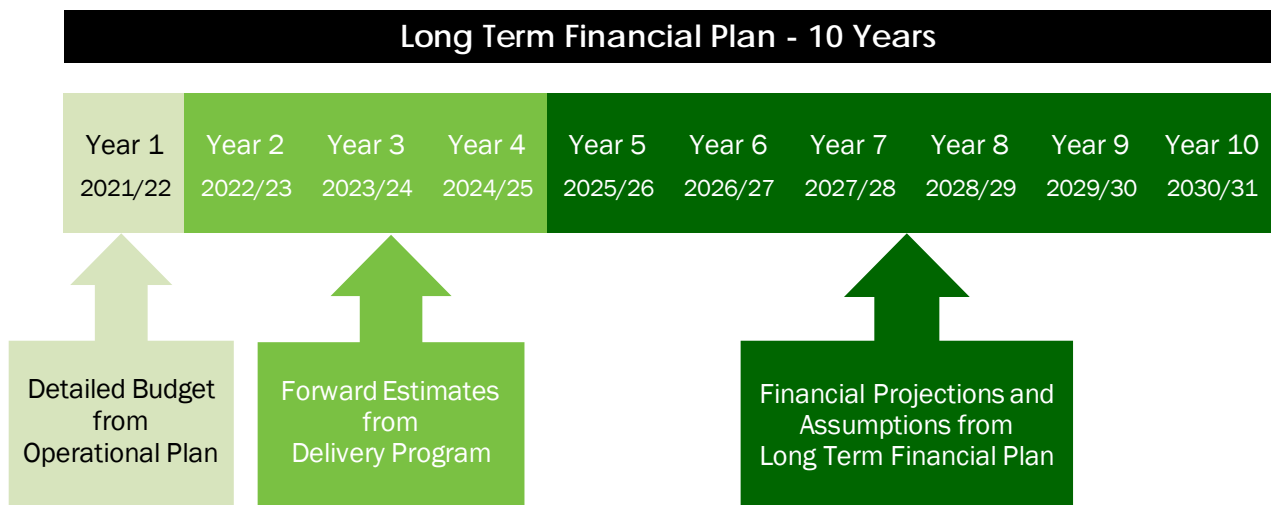 Long Term Financial Plan - 10 Years
Year 1 Year 2 Year 3 Year 4 Year 5 Year 6 Year 7 Year 8 Year 9 Year 10
2021/22 2022/23 2023/24 2024/25 2025/26 2026/27 2027/28 2028/29 2029/30 2030/31
Detailed Budget
from
Operational Plan
Forward Estimates
from
Delivery Program
Financial Projections and
Assumptions from
Long Term Financial Plan